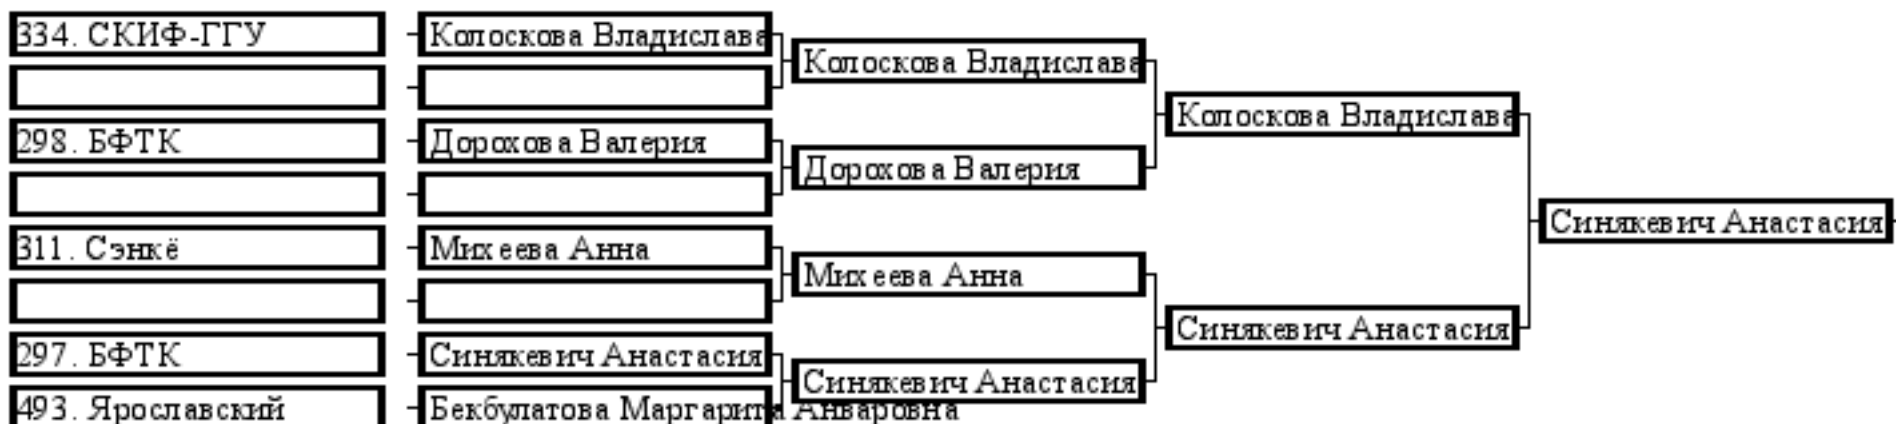 334. СКИФ-ГГУ
Колоскова Владислава
Колоскова Владислава
Колоскова Владислава
298. БФТК
Дорохова Валерия
Дорохова Валерия
Синякевич Анастасия
311. Сэнкё
Михеева Анна
Михеева Анна
Синякевич Анастасия
297. БФТК
Синякевич Анастасия
Синякевич Анастасия
493. Ярославский
Бекбулатова Маргарита Анваровна